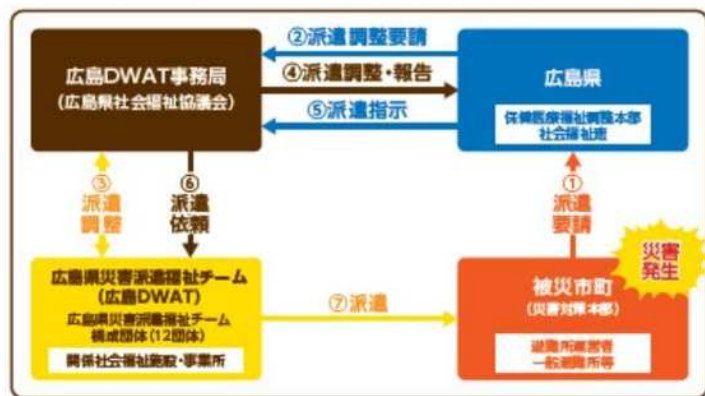 ②派遣調整要請
広島DWAT事務局
(広島県社会福祉協議会)
④派遣調整・報告
広島県
⑤派遣指示
保健医療福祉調整本部
社会福祉班
③
派遣
調整
⑥
派遣
依頼
①
派遣
要請
災害
発生
広島県災害派遣福祉チーム
(広島DWAT)
広島県災害派遣福祉チーム
構成団体(12団体)
関係社会福祉施設・事業所
⑦派遣
被災市町
(災害対策本部)
避難所運営者
一般避難所等